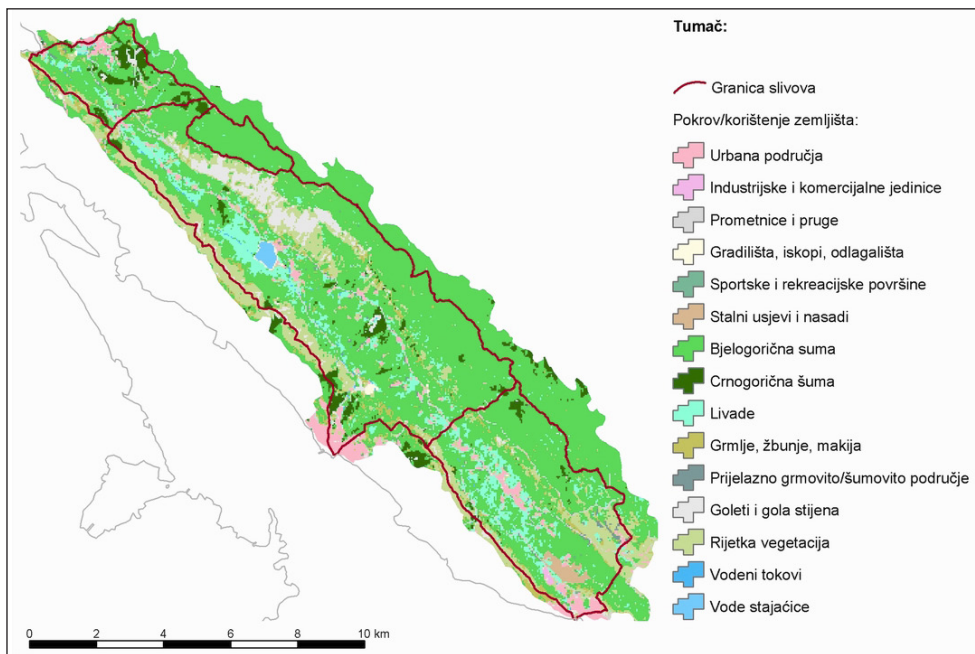 Tumač:
Granica slivova
Pokrov/korištenje zemljišta:
Urbana područja
Industrijske i komercijalne jedinice
Prometnice i pruge
Gradilišta, iskopi, odlagališta
Sportske i rekreacijske površine
Stalni usjevi i nasadi
Bjelogorična suma
Crnogorična šuma
Livade
Grmlje, žbunje, makija
Prijelazno grmovito/šumovito područje
Goleti i gola stijena
Rijetka vegetacija
Vodeni tokovi
Vode stajaćice
0 2 4 6 8 10 km